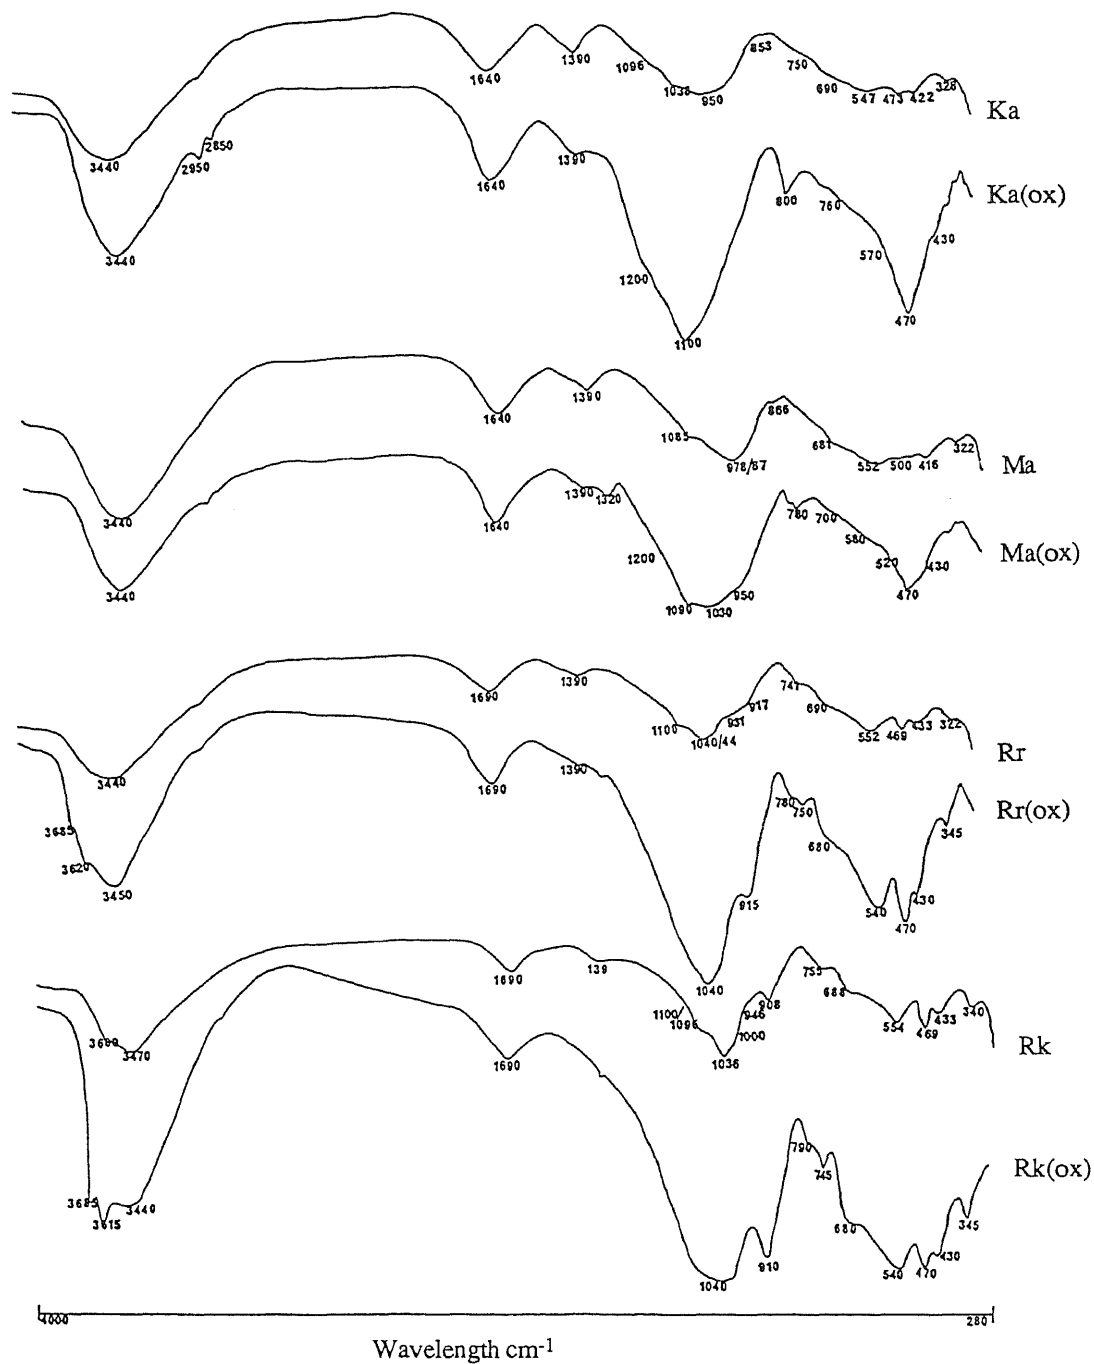 3440 1640 1390 1096 1038 950 853 750 690 547 473 422 328 Ka
3440 2950 2850 1640 1390 1200 1100 800 760 570 470 430 Ka(ox)
3440 1640 1390 1085 978/87 866 681 552 500 416 322 Ma
3440 1640 1390 1320 1200 1090 1030 950 780 700 580 520 470 430 Ma(ox)
3440 1690 1390 1100 1040/44 931 917 747 690 552 469 433 322 Rr
3685 3620 3450 1690 1390 1040 915 780 750 680 540 470 430 345 Rr(ox)
3470 1690 139 1100/ 1096 1036 1000 946 908 755 688 554 469 433 340 Rk
3685 3615 3440 1690 1040 910 790 745 680 540 470 430 345 Rk(ox)
4000 280
Wavelength cm-1